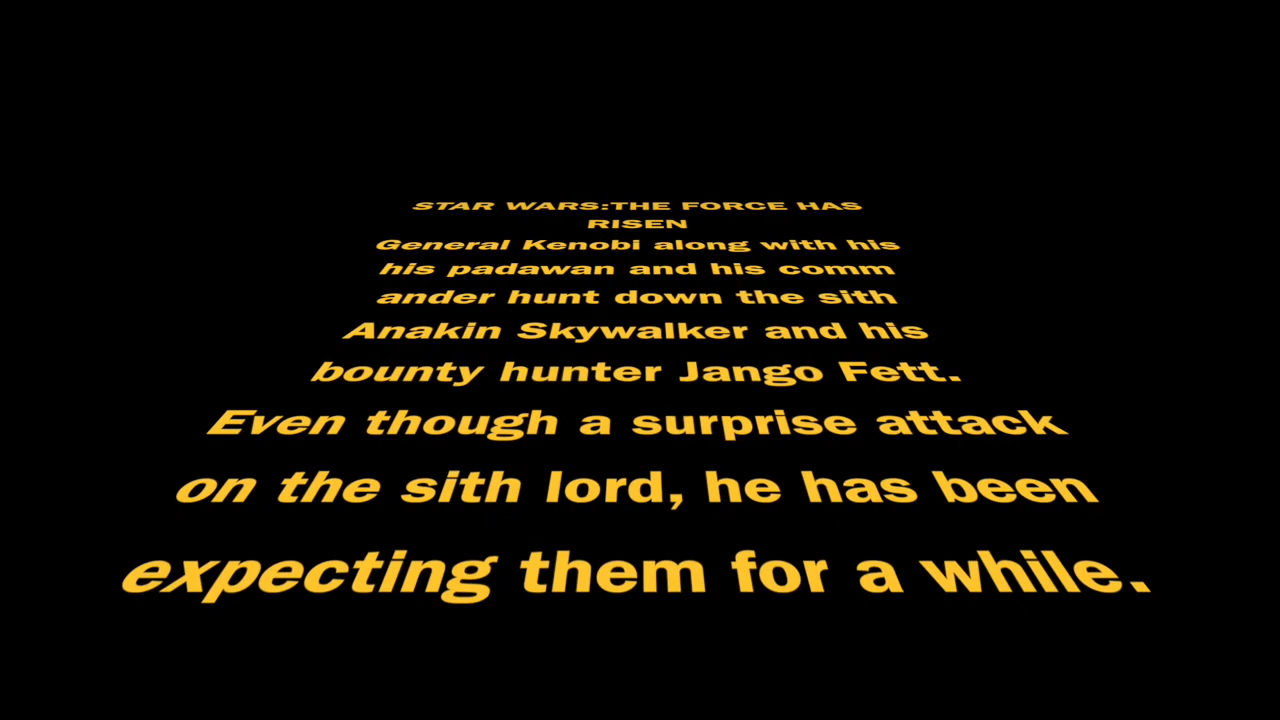 STAR WARS:THE FORCE HAS
RISEN
General Kenobi along with his
his padawan and his comm
ander hunt down the sith
Anakin Skywalker and his
bounty hunter Jango Fett.
Even though a surprise attack
on the sith lord, he has been
expecting them for a while.